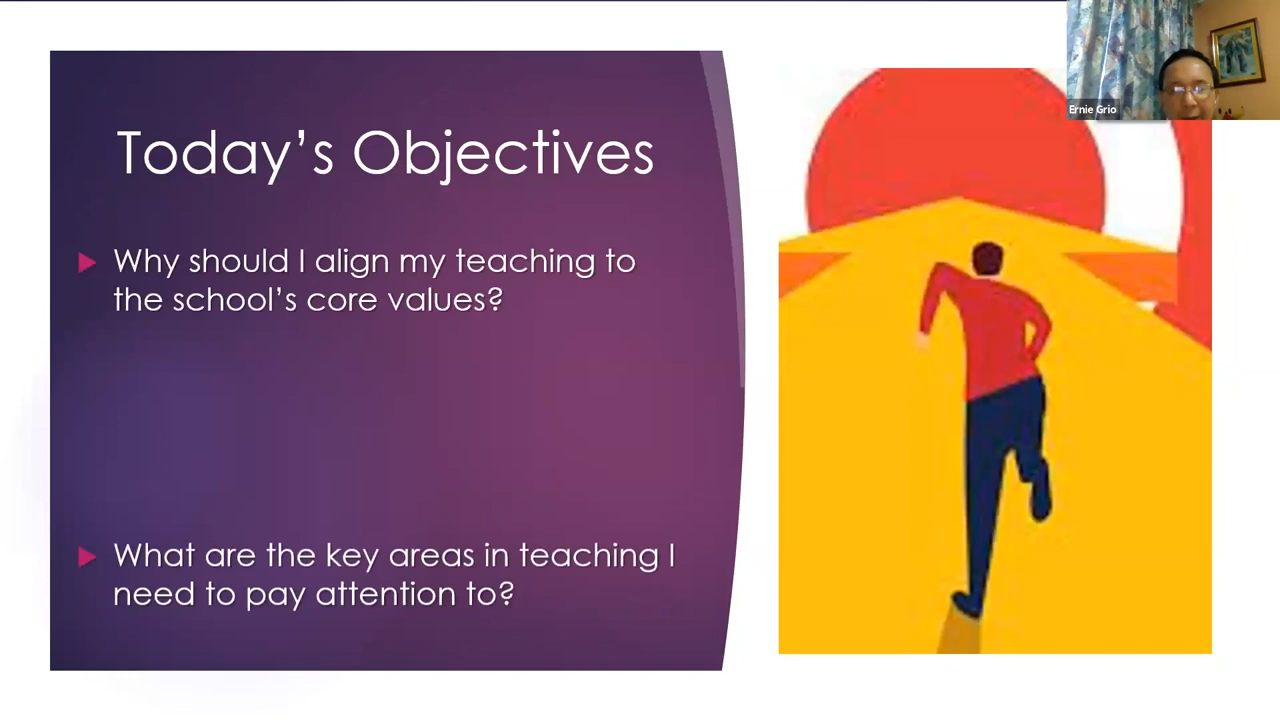 Today's Objectives
Why should I align my teaching to
the school's core values?
What are the key areas in teaching I
need to pay attention to?
Ernie Grio